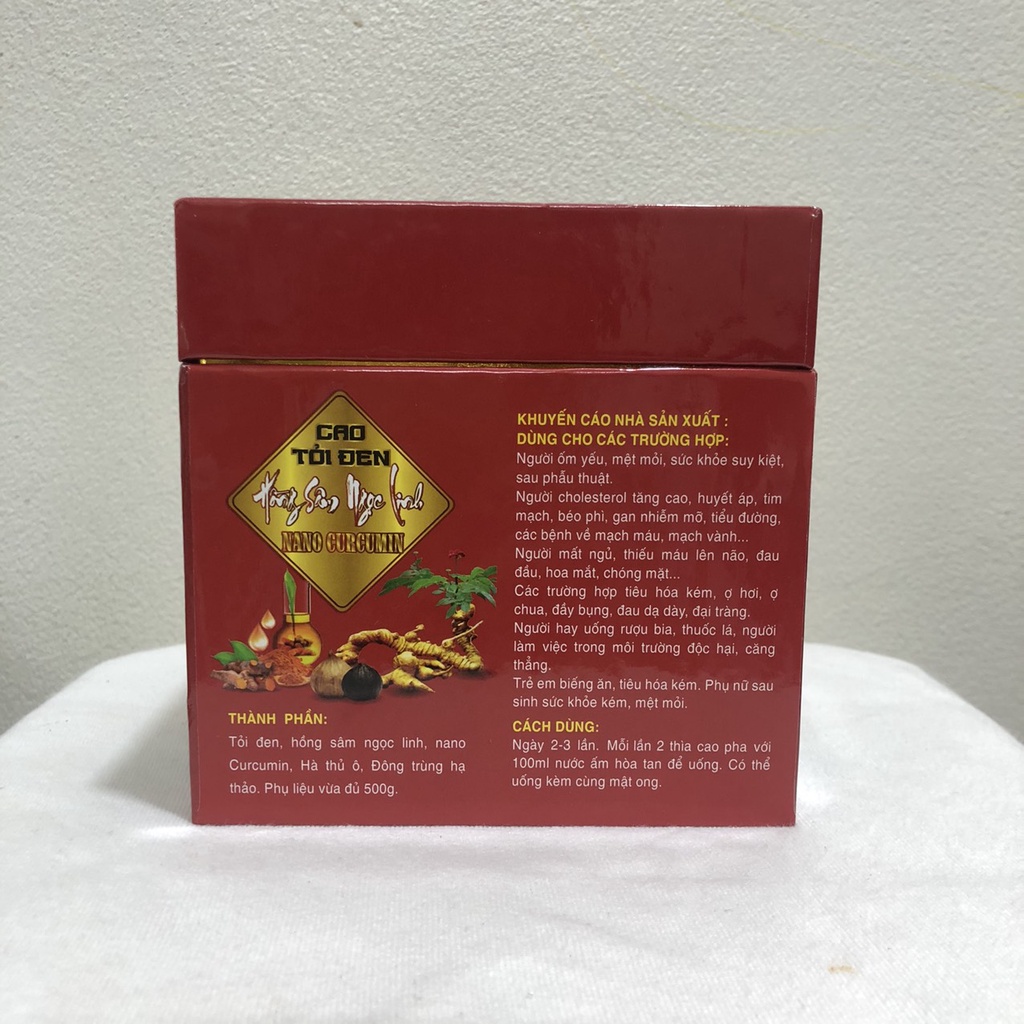 CAO
TỎI ĐEN
Hồng Sâm Ngọc Linh
NANO CURCUMIN
THÀNH PHẦN:
Tỏi đen, hồng sâm ngọc linh, nano
Curcumin, Hà thủ ô, Đông trùng hạ
thảo. Phụ liệu vừa đủ 500g.
KHUYẾN CÁO NHÀ SẢN XUẤT :
DÙNG CHO CÁC TRƯỜNG HỢP:
Người ốm yếu, mệt mỏi, sức khỏe suy kiệt,
sau phẫu thuật.
Người cholesterol tăng cao, huyết áp, tim
mạch, béo phì, gan nhiễm mỡ, tiểu đường,
các bệnh về mạch máu, mạch vành...
Người mất ngủ, thiếu máu lên não, đau
đầu, hoa mắt, chóng mặt...
Các trường hợp tiêu hóa kém, ợ hơi, ợ
chua, đầy bụng, đau dạ dày, đại tràng.
Người hay uống rượu bia, thuốc lá, người
làm việc trong môi trường độc hại, căng
thẳng.
Trẻ em biếng ăn, tiêu hóa kém. Phụ nữ sau
sinh sức khỏe kém, mệt mỏi.
CÁCH DÙNG:
Ngày 2-3 lần. Mỗi lần 2 thìa cao pha với
100ml nước ấm hòa tan để uống. Có thể
uống kèm cùng mật ong.